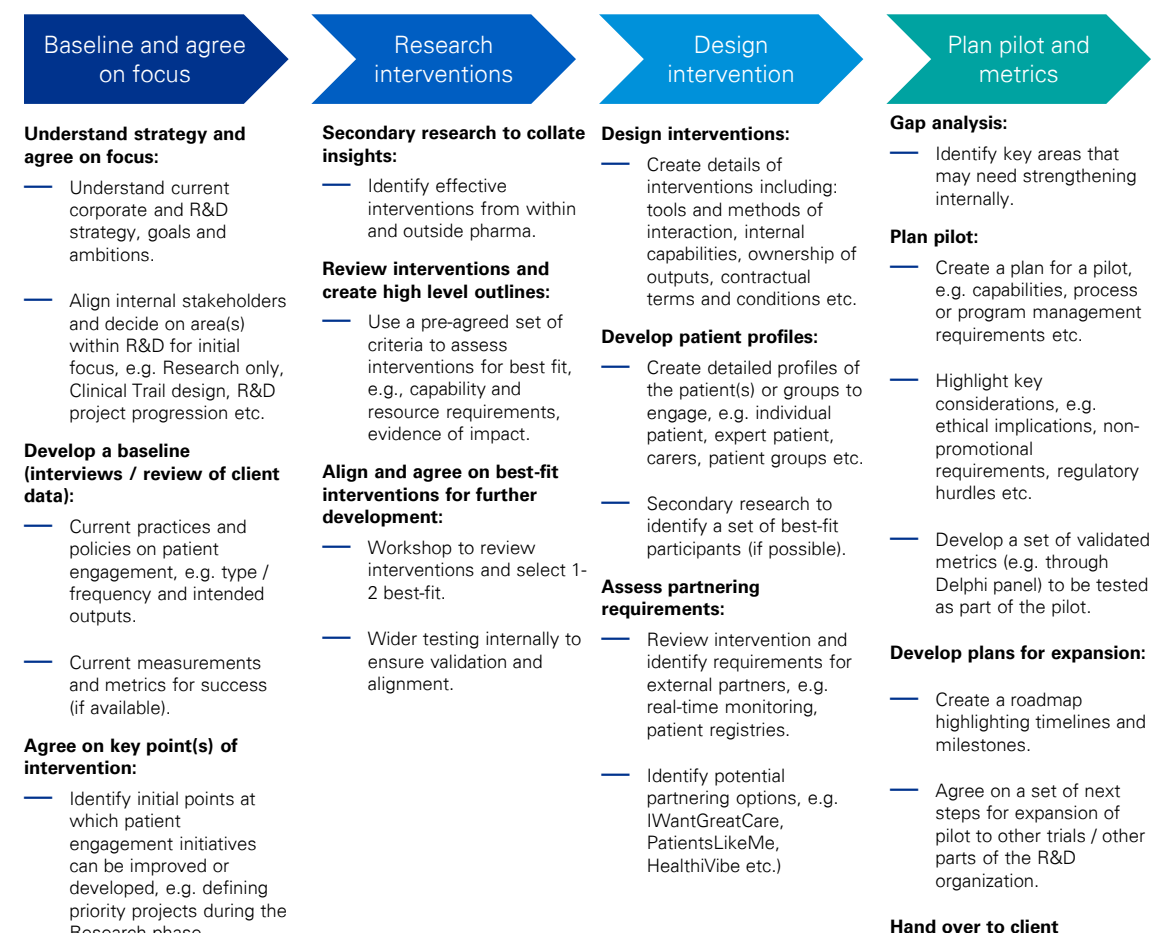 Baseline and agree
on focus
Understand strategy and
agree on focus:
Understand current
corporate and R&D
strategy, goals and
ambitions.
Align internal stakeholders
and decide on area(s)
within R&D for initial
focus, e.g. Research only,
Clinical Trail design, R&D
project progression etc.
Develop a baseline
(interviews / review of client
data):
Current practices and
policies on patient
engagement, e.g. type /
frequency and intended
outputs.
Current measurements
and metrics for success
(if available).
Agree on key point(s) of
intervention:
Identify initial points at
which patient
engagement initiatives
can be improved or
developed, e.g. defining
priority projects during the
Research phase
Research
interventions
Secondary research to collate
insights:
Identify effective
interventions from within
and outside pharma.
Review interventions and
create high level outlines:
Use a pre-agreed set of
criteria to assess
interventions for best fit,
e.g., capability and
resource requirements,
evidence of impact.
Align and agree on best-fit
interventions for further
development:
Workshop to review
interventions and select 1-
2 best-fit.
Wider testing internally to
ensure validation and
alignment.
Design
intervention
Design interventions:
Create details of
interventions including:
tools and methods of
interaction, internal
capabilities, ownership of
outputs, contractual
terms and conditions etc.
Develop patient profiles:
Create detailed profiles of
the patient(s) or groups to
engage, e.g. individual
patient, expert patient,
carers, patient groups etc.
Secondary research to
identify a set of best-fit
participants (if possible).
Assess partnering
requirements:
Review intervention and
identify requirements for
external partners, e.g.
real-time monitoring,
patient registries.
Identify potential
partnering options, e.g.
IWantGreatCare,
PatientsLikeMe,
HealthiVibe etc.)
Plan pilot and
metrics
Gap analysis:
Identify key areas that
may need strengthening
internally.
Plan pilot:
Create a plan for a pilot,
e.g. capabilities, process
or program management
requirements etc.
Highlight key
considerations, e.g.
ethical implications, non-
promotional
requirements, regulatory
hurdles etc.
Develop a set of validated
metrics (e.g. through
Delphi panel) to be tested
as part of the pilot.
Develop plans for expansion:
Create a roadmap
highlighting timelines and
milestones.
Agree on a set of next
steps for expansion of
pilot to other trials / other
parts of the R&D
organization.
Hand over to client